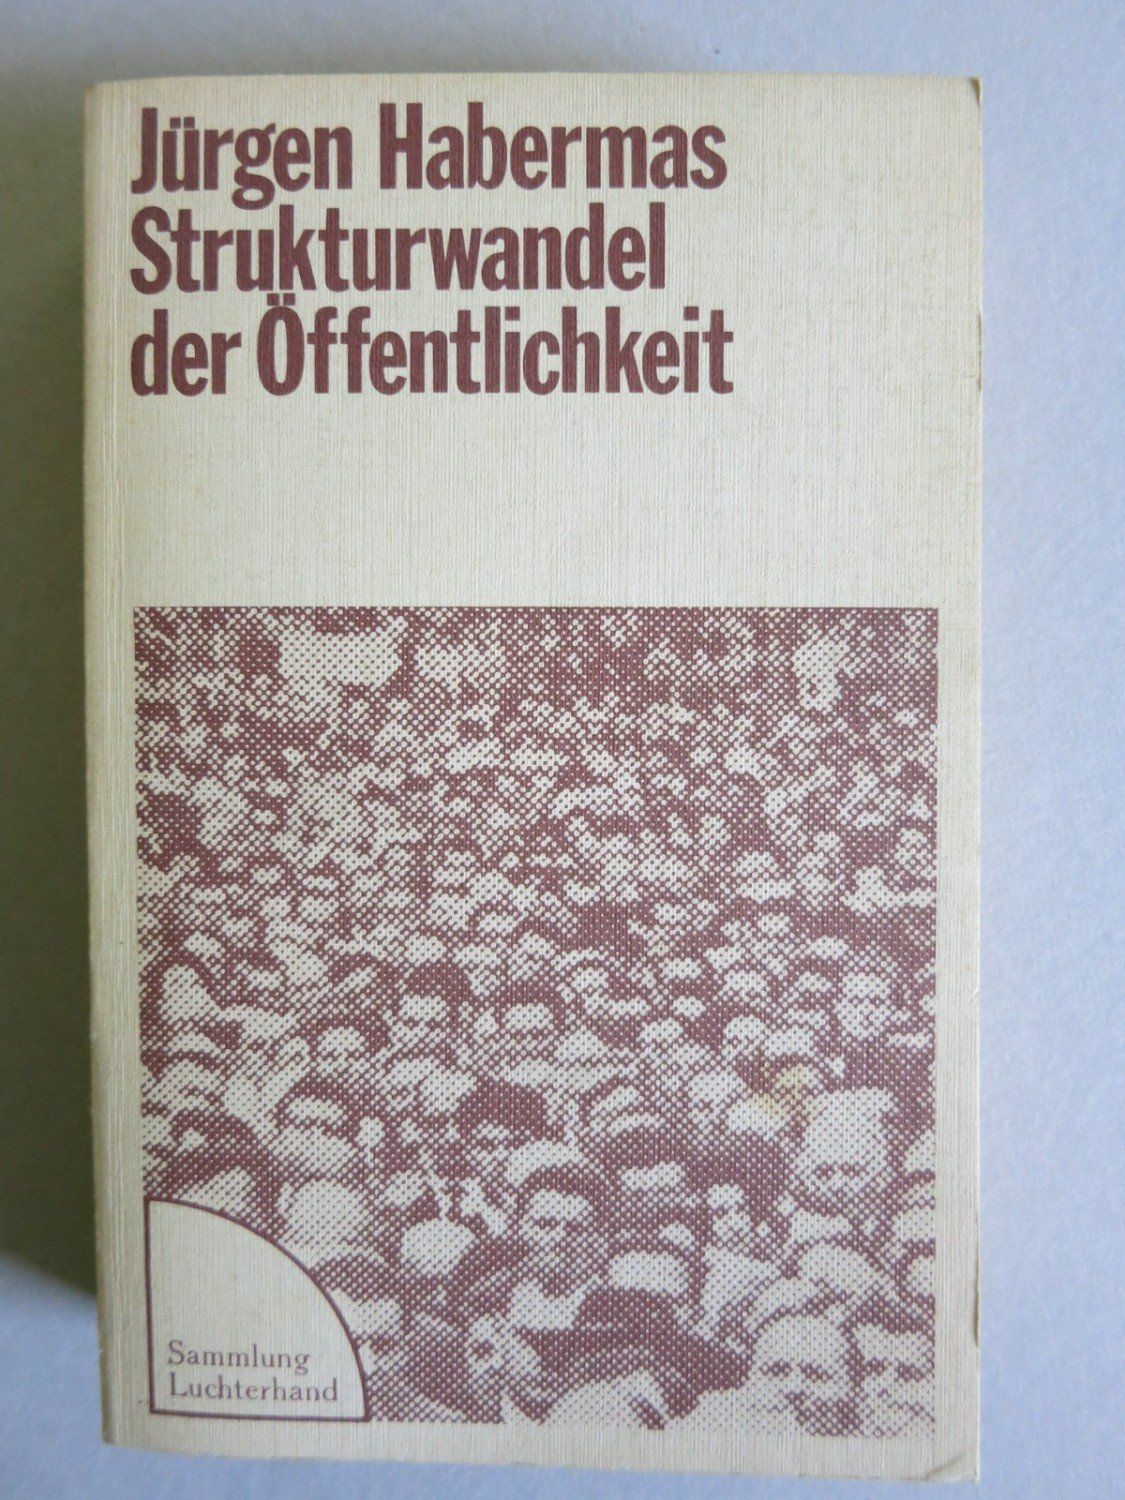 Jürgen Habermas
Strukturwandel
der Öffentlichkeit
Sammlung
Luchterhand